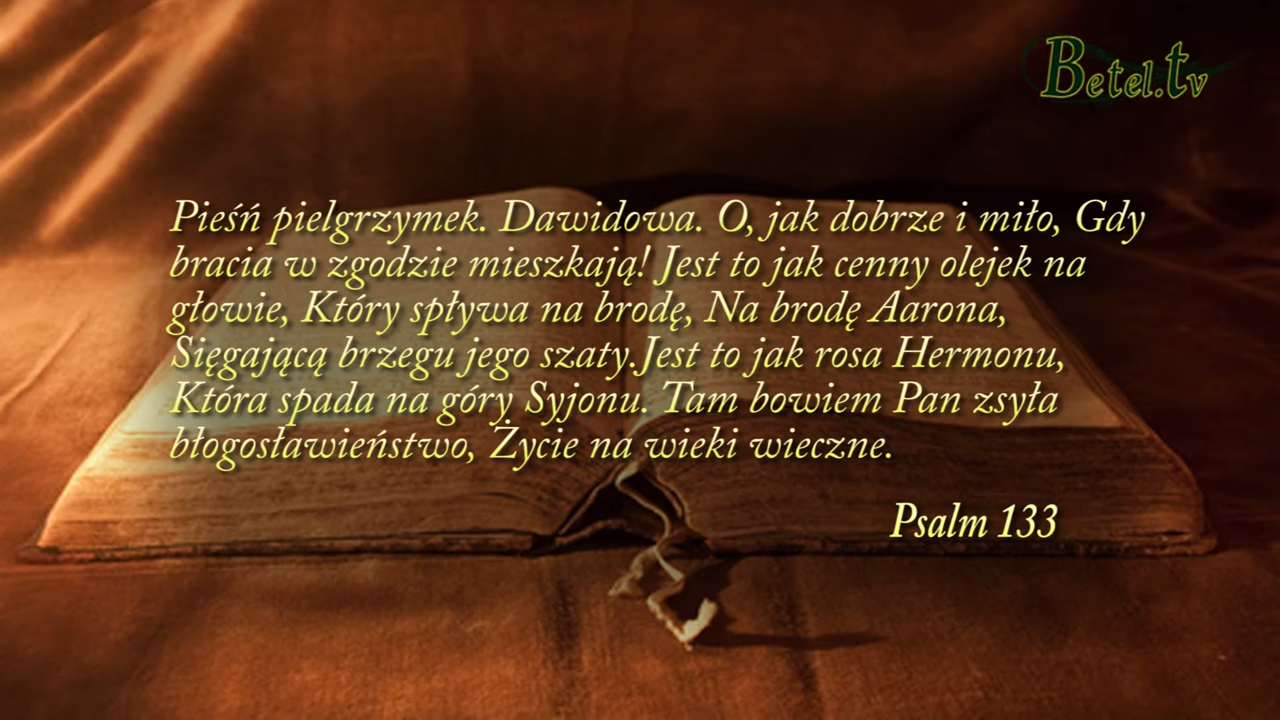 Betel.tv
Pieśń pielgrzymek. Dawidowa. O, jak dobrze i miło, Gdy
bracia w zgodzie mieszkają! Jest to jak cenny olejek na
głowie, Który spływa na brodę, Na brodę Aarona,
Sięgającą brzegu jego szaty.Jest to jak rosa Hermonu,
Która spada na góry Syjonu. Tam bowiem Pan zsyła
błogosławieństwo, Życie na wieki wieczne.
Psalm 133